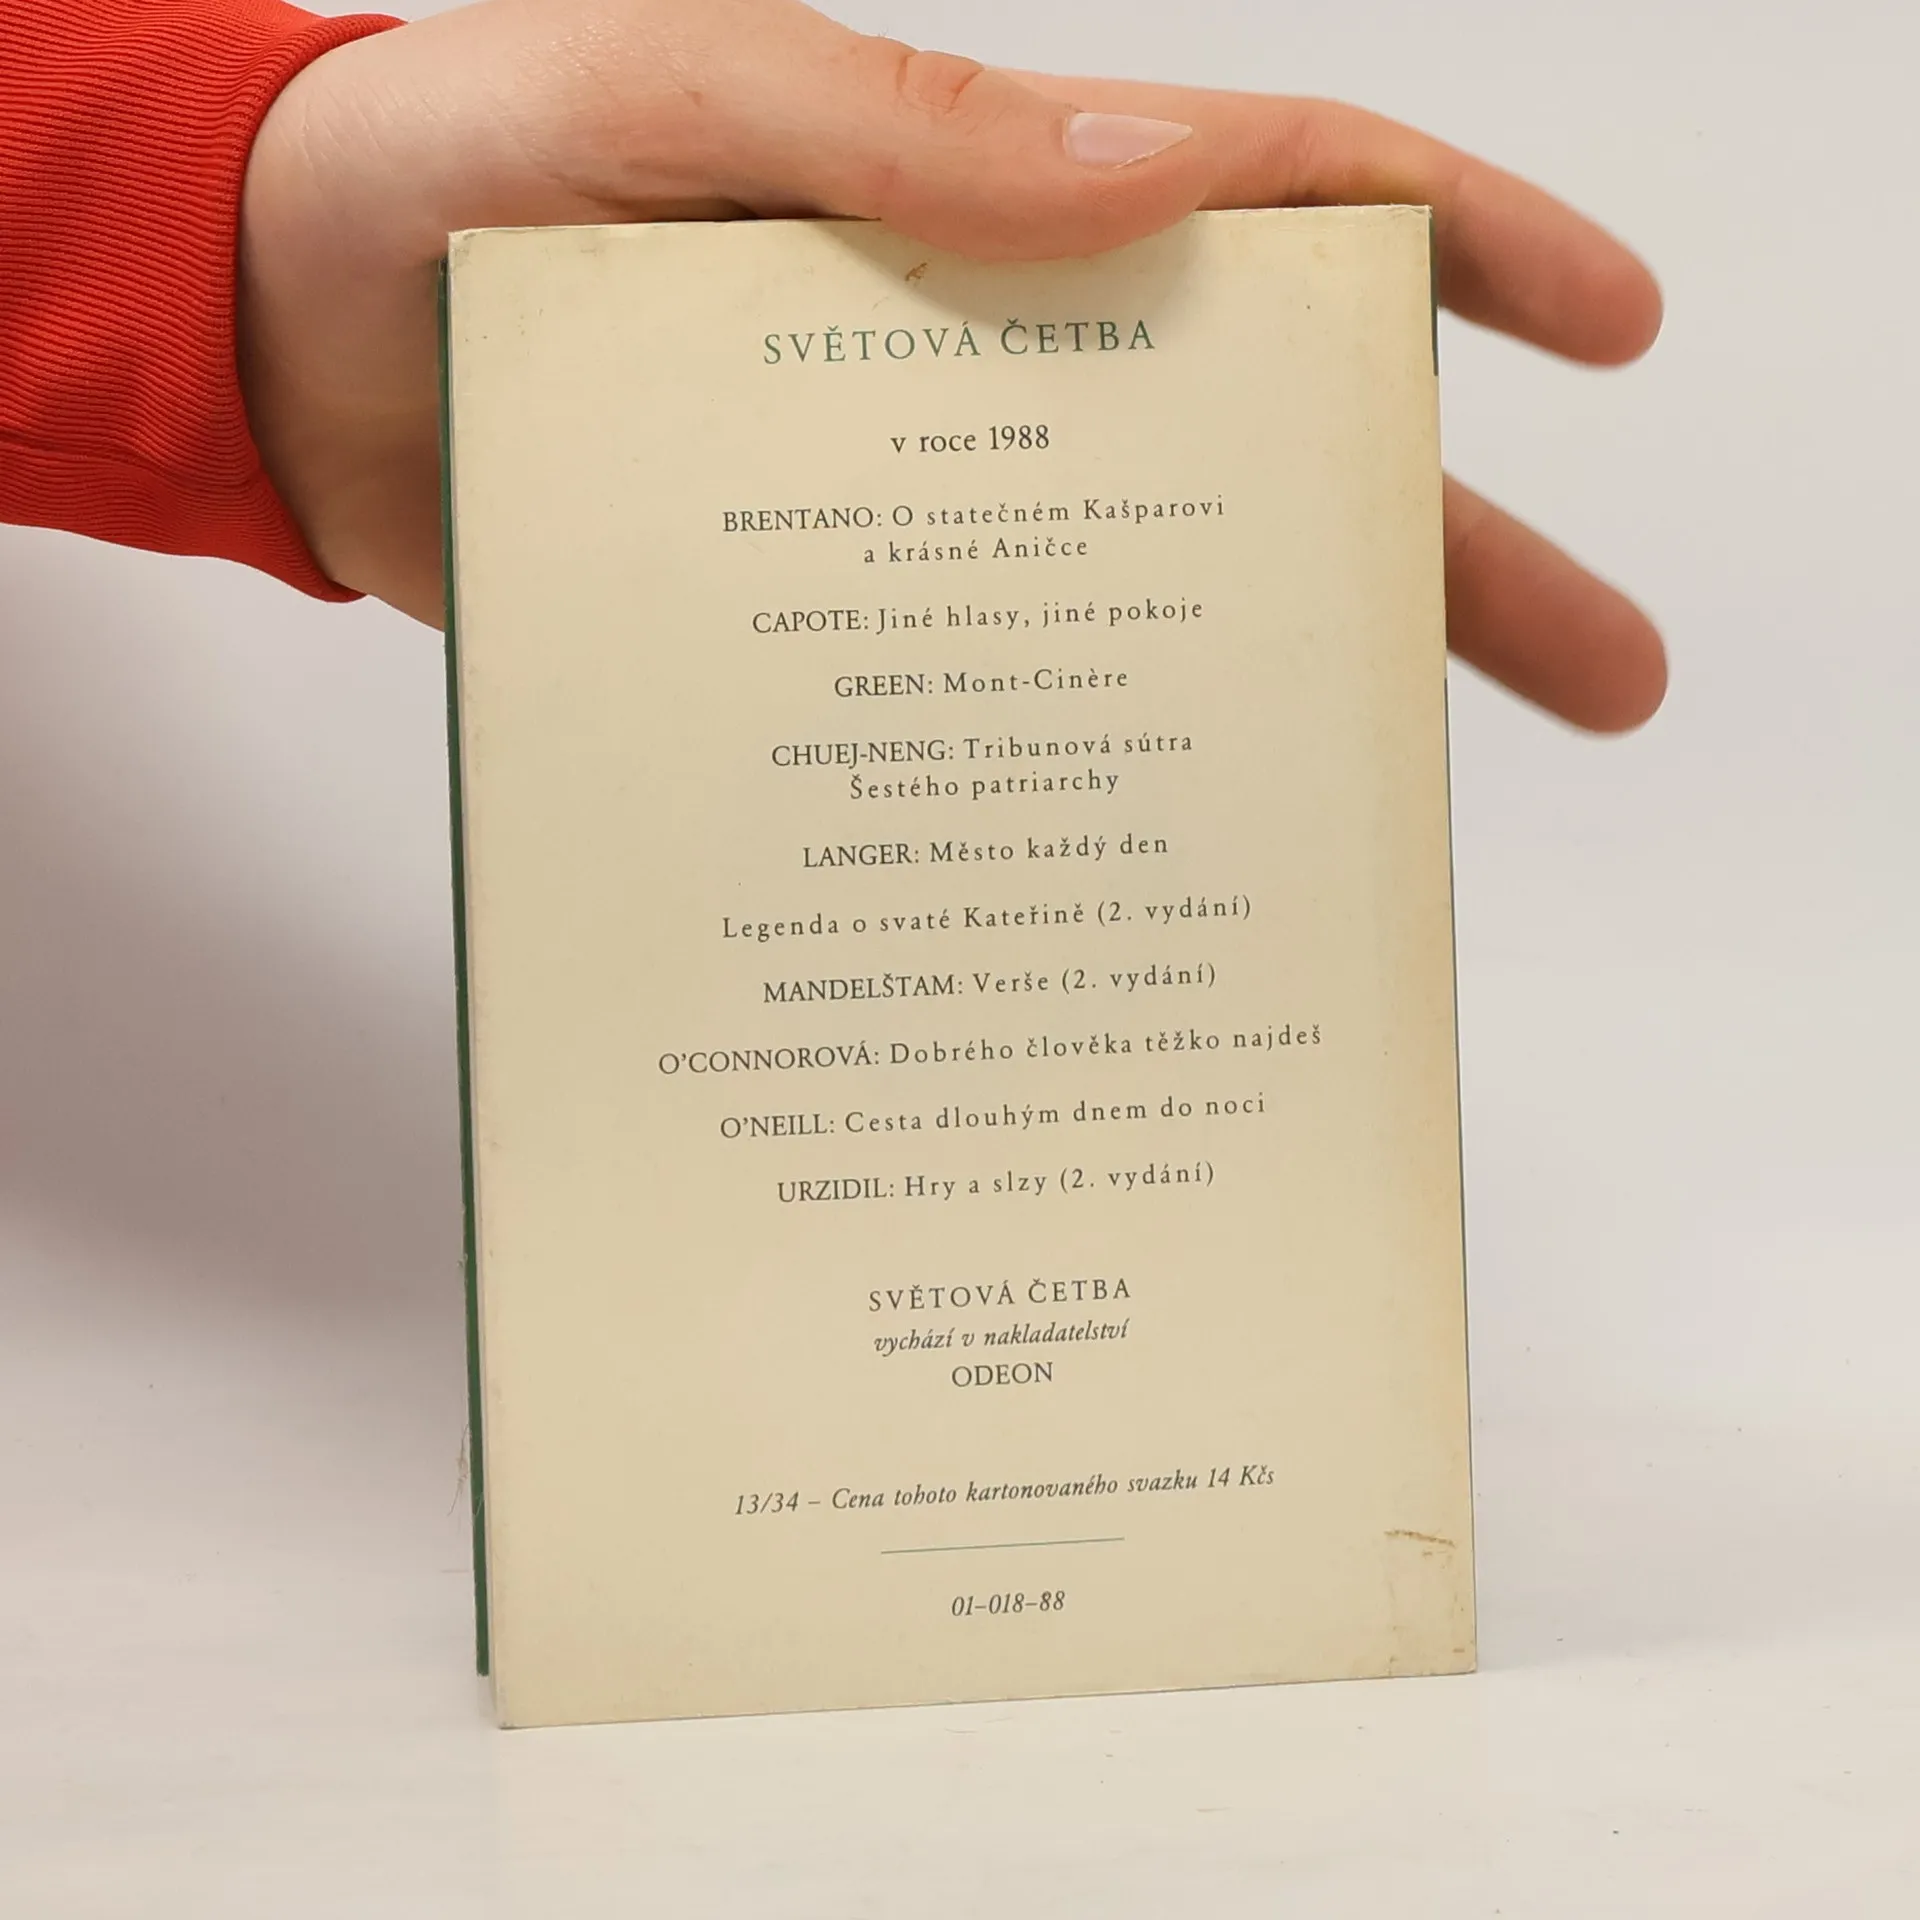 SVĚTOVÁ ČETBA
v roce 1988
BRENTANO: O statečném Kašparovi
a krásné Aničce
CAPOTE: Jiné hlasy, jiné pokoje
GREEN: Mont-Cinère
CHUEJ-NENG: Tribunová sútra
Šestého patriarchy
LANGER: Město každý den
Legenda o svaté Kateřině (2. vydání)
MANDELŠTAM: Verše (2. vydání)
O’CONNOROVÁ: Dobrého člověka těžko najdeš
O’NEILL: Cesta dlouhým dnem do noci
URZIDIL: Hry a slzy (2. vydání)
SVĚTOVÁ ČETBA
vychází v nakladatelství
ODEON
13/34 – Cena tohoto kartonovaného svazku 14 Kčs
01–018–88